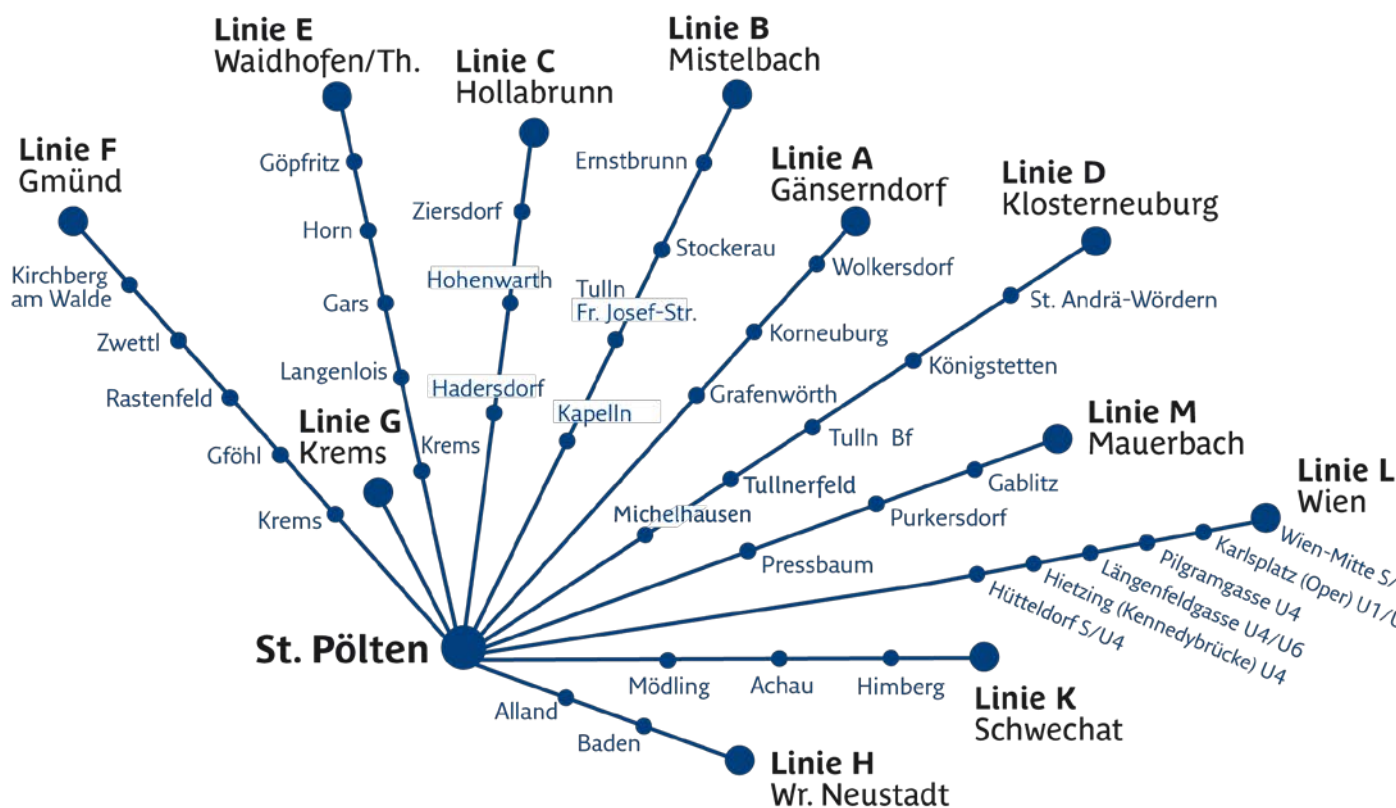 Linie E
Waidhofen/Th.
Linie B
Mistelbach
Linie C
Hollabrunn
Linie F
Gmünd
Göpfritz
Ernstbrunn
Linie A
Gänserndorf
Linie D
Klosterneuburg
Ziersdorf
Horn
Stockerau
Wolkersdorf
Kirchberg
am Walde
Hohenwarth
Tulln
Fr. Josef-Str.
St. Andrä-Wördern
Gars
Korneuburg
Zwettl
Königstetten
Langenlois
Hadersdorf
Grafenwörth
Rastenfeld
Linie G
Krems
Kapelln
Linie M
Mauerbach
Krems
Tulln Bf
Gföhl
Gablitz
Linie L
Wien
Tullnerfeld
Krems
Michelhausen
Purkersdorf
Pressbaum
Wien-Mitte S/
Karlsplatz (Oper) U1/
Pilgramgasse U4
Längenfeldgasse U4/U6
Hietzing (Kennedybrücke) U4
Hütteldorf S/U4
St. Pölten
Mödling
Achau
Himberg
Linie K
Schwechat
Alland
Baden
Linie H
Wr. Neustadt